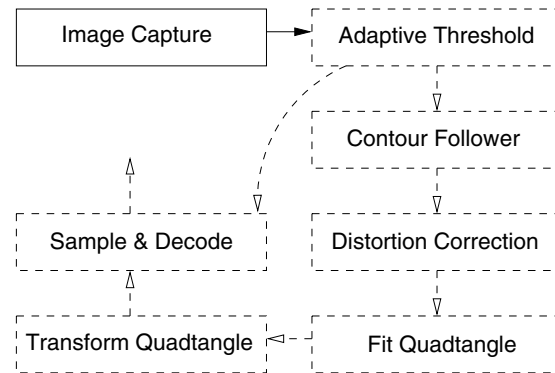 Image Capture
Adaptive Threshold
Contour Follower
Sample & Decode
Distortion Correction
Transform Quadtangle
Fit Quadtangle